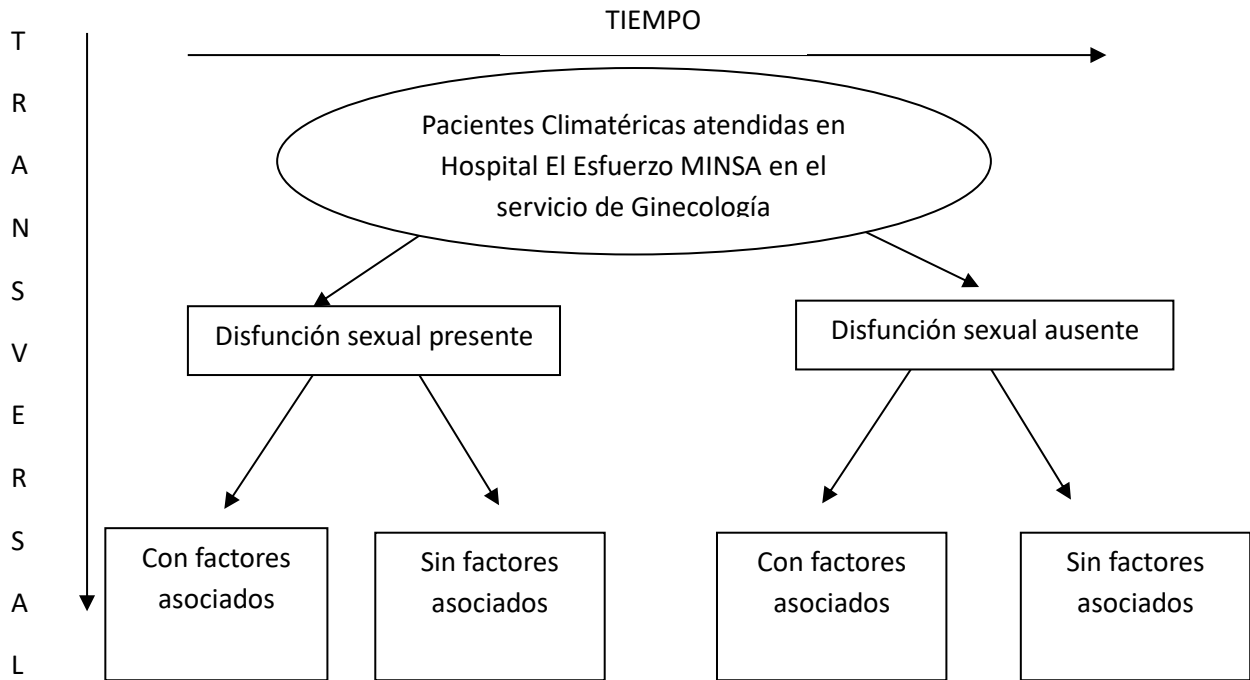 TIEMPO
TRANSVERSAL
Pacientes Climatéricas atendidas en
Hospital El Esfuerzo MINSA en el
servicio de Ginecología
Disfunción sexual presente
Disfunción sexual ausente
Con factores
asociados
Sin factores
asociados
Con factores
asociados
Sin factores
asociados